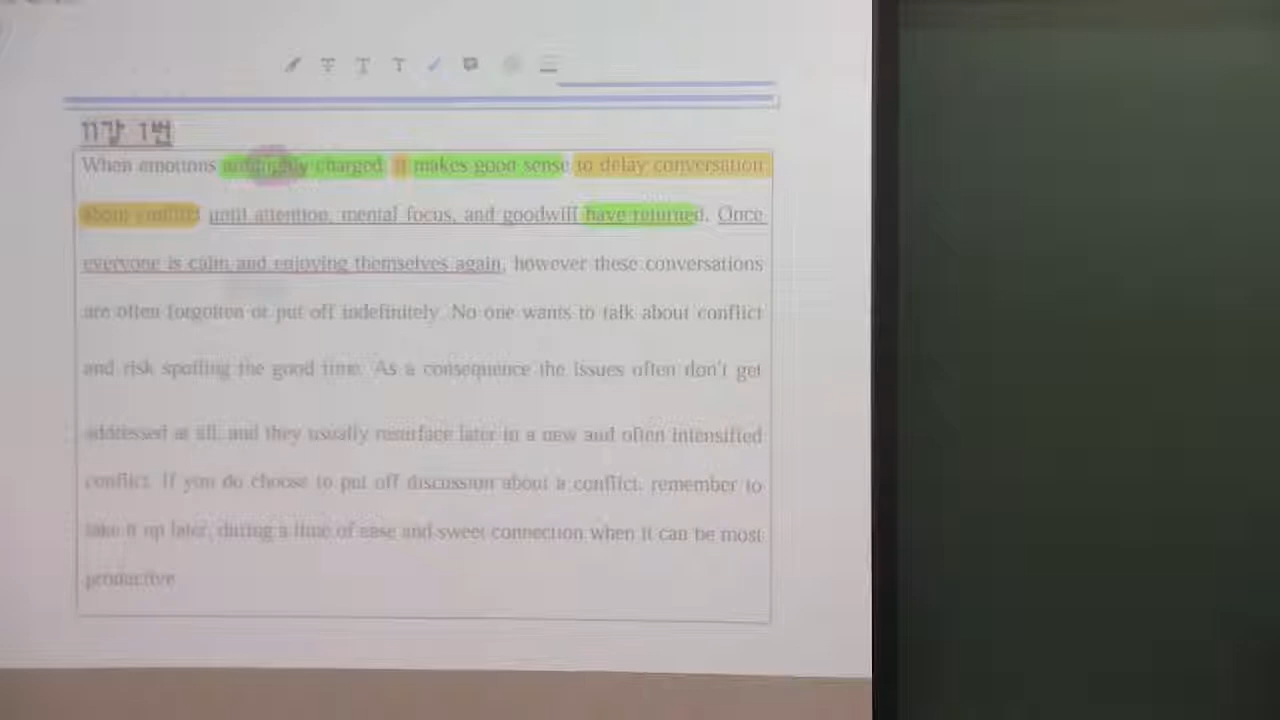 11강 1번
When emotions are highly charged it makes good sense to delay conversation
about conflict until attention, mental focus, and goodwill have returned. Once
everyone is calm and enjoying themselves again, however these conversations
are often forgotten or put off indefinitely. No one wants to talk about conflict
and risk spoiling the good time. As a consequence the issues often don't get
addressed at all, and they usually resurface later in a new and often intensified
conflict. If you do choose to put off discussion about a conflict, remember to
take it up later, during a time of ease and sweet connection when it can be most
productive